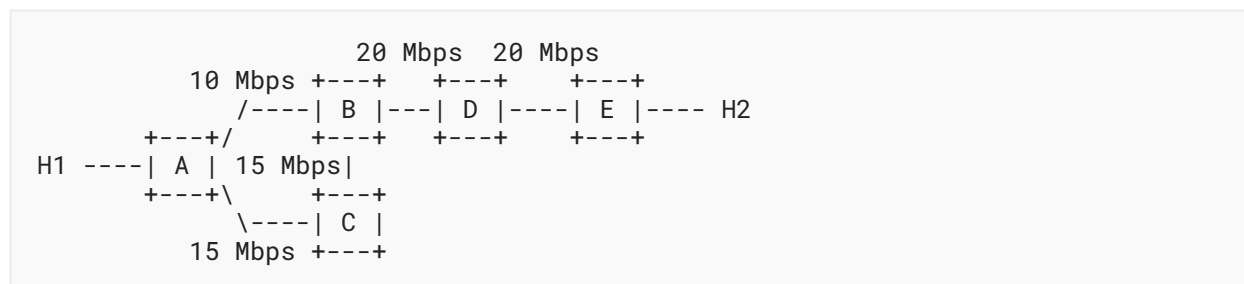 20 Mbps  20 Mbps
          10 Mbps +---+   +---+    +---+
             /----| B |---| D |----| E |---- H2
       +---+/     +---+   +---+    +---+
H1 ----| A | 15 Mbps|
       +---+\     +---+
             \----| C |
          15 Mbps +---+